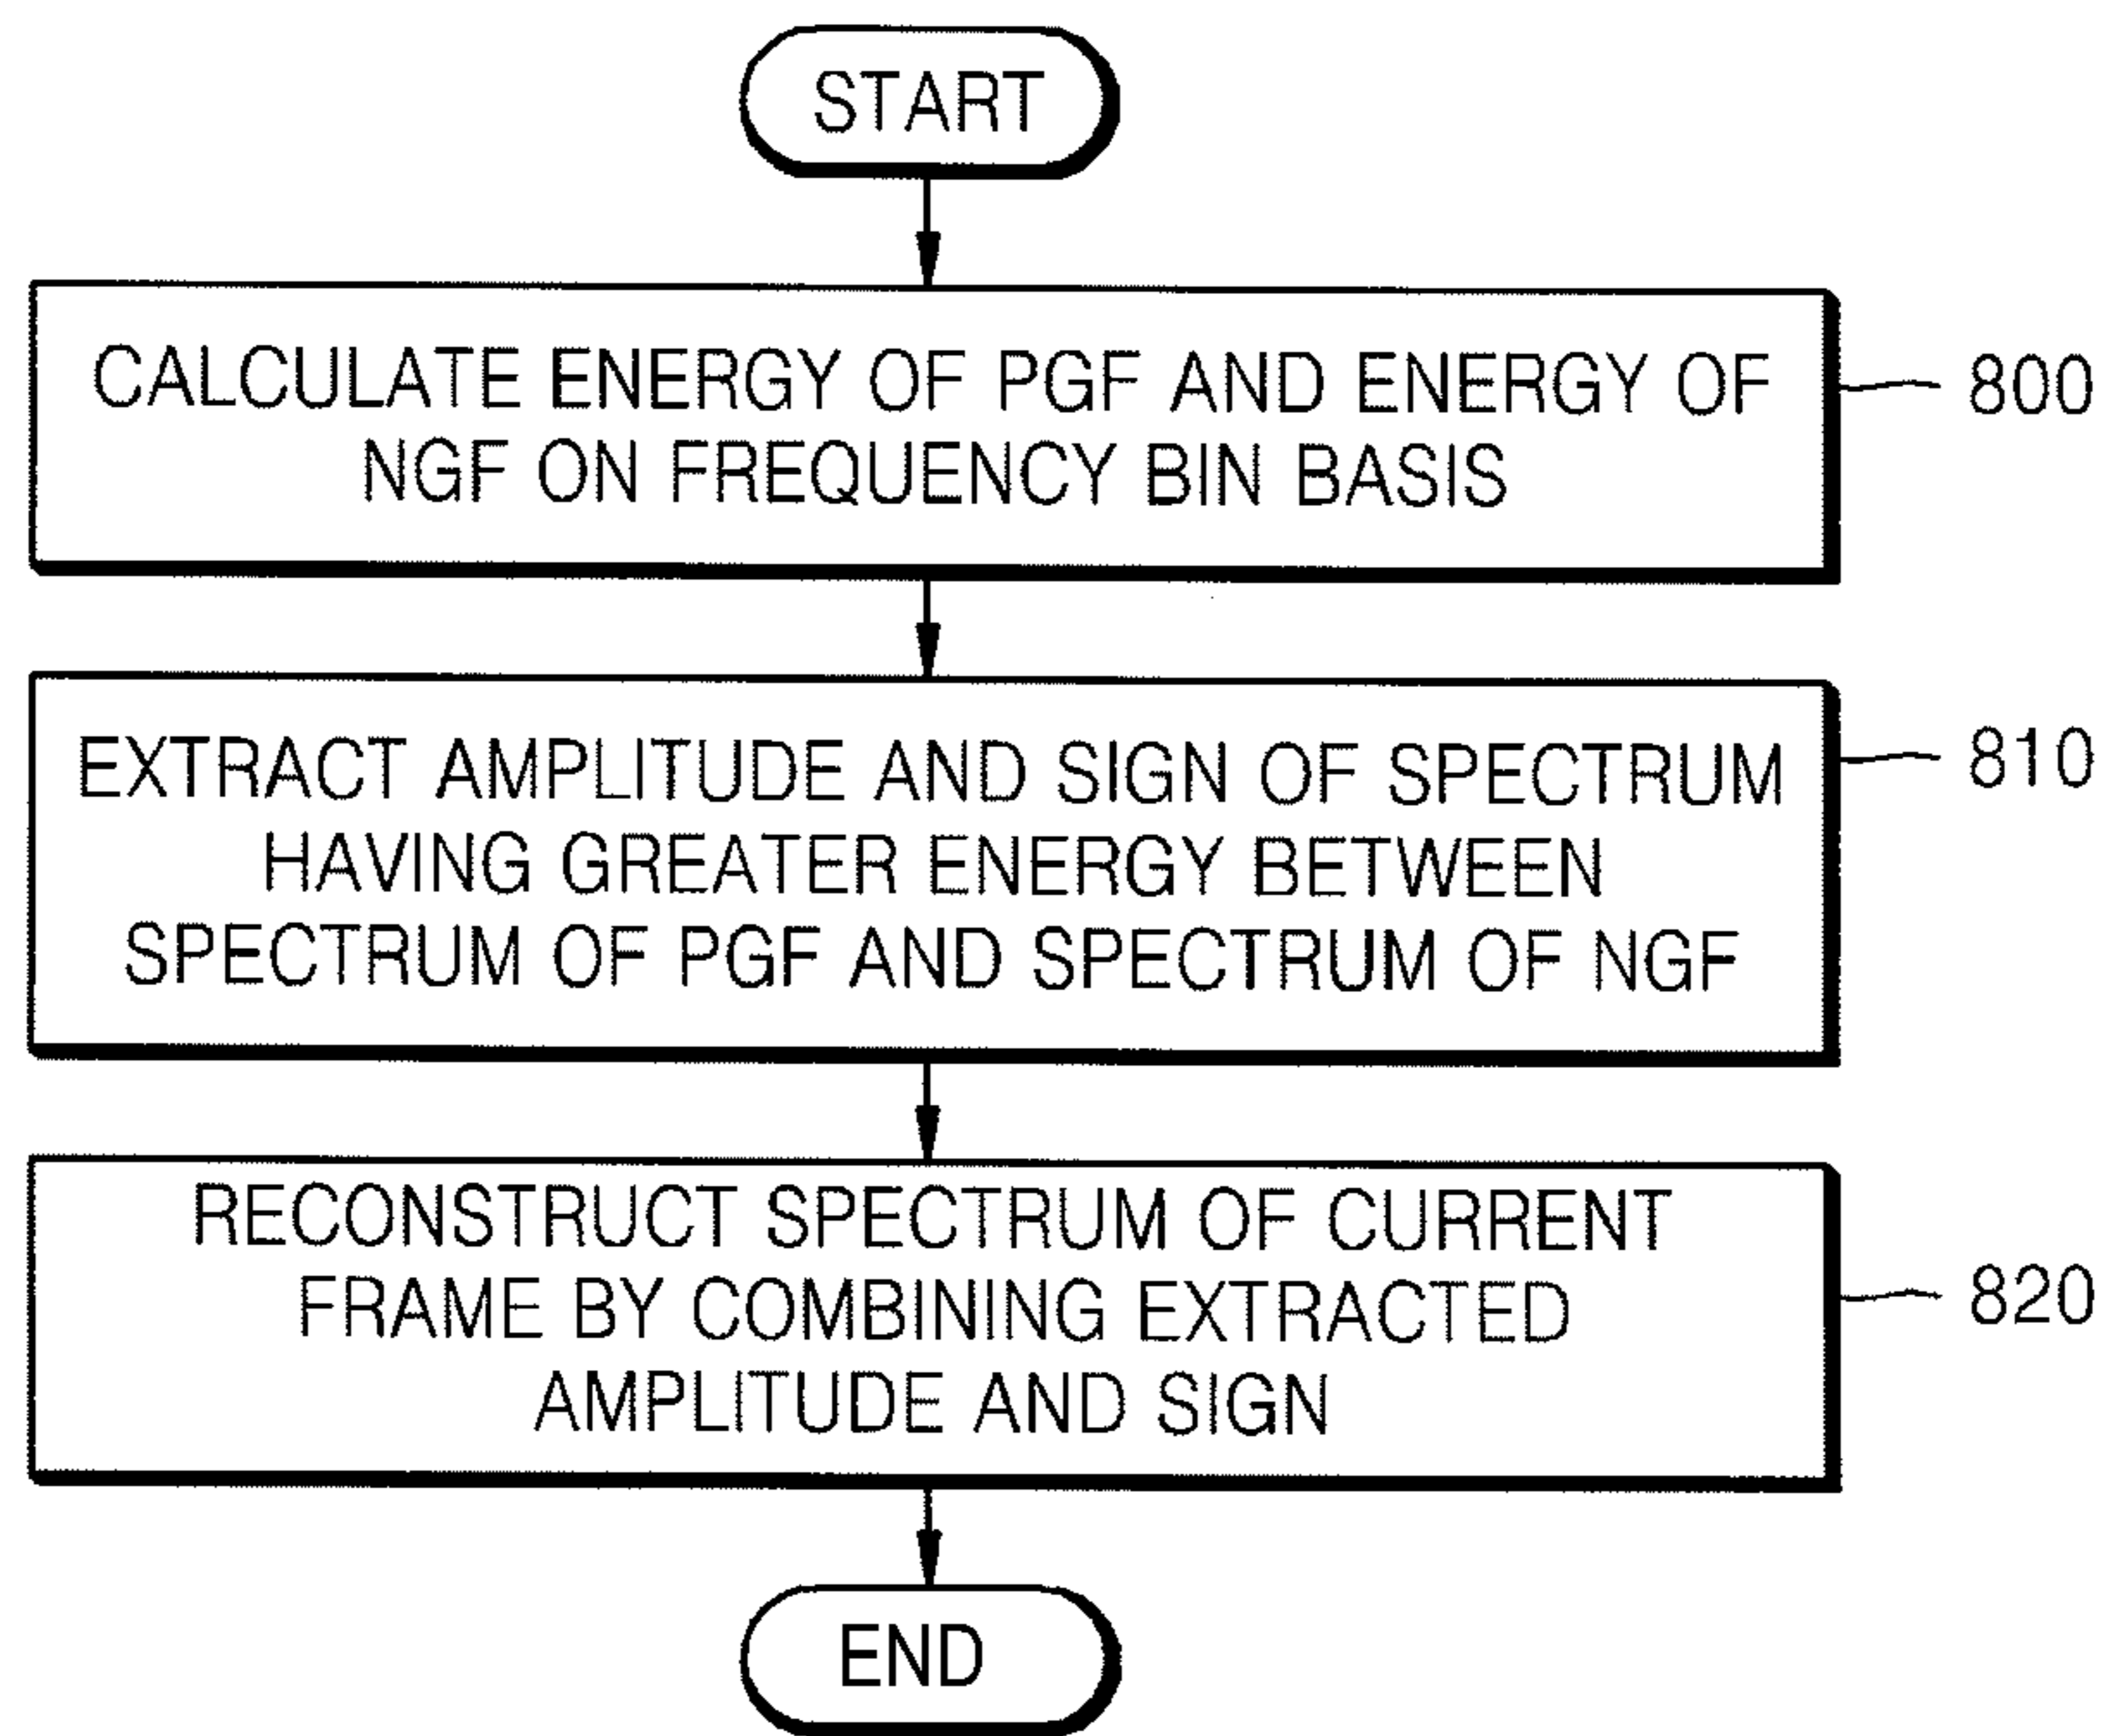 START
CALCULATE ENERGY OF PGF AND ENERGY OF
NGF ON FREQUENCY BIN BASIS
800
EXTRACT AMPLITUDE AND SIGN OF SPECTRUM
HAVING GREATER ENERGY BETWEEN
SPECTRUM OF PGF AND SPECTRUM OF NGF
810
RECONSTRUCT SPECTRUM OF CURRENT
FRAME BY COMBINING EXTRACTED
AMPLITUDE AND SIGN
820
END